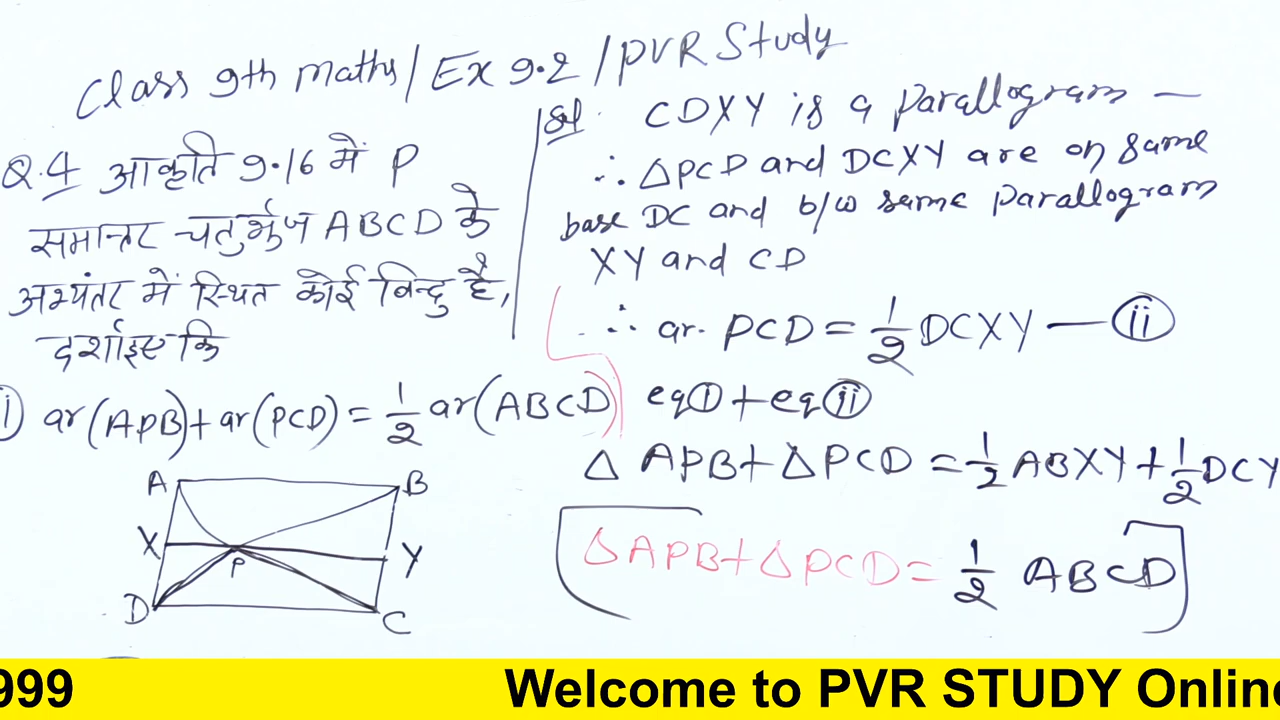 Class 9th maths/ Ex 9.2 /PVR Study
Q.4 आकृति 9.16 में P
समान्तर चतुर्भुज ABCD के
अभ्यंतर में स्थित कोई बिन्दु है,
दर्शाइए कि
i) ar(APB)+ar(PCD) = 1/2 ar(ABCD)
A B
X Y
P
D C
Sol. CDXY is a Parallogram —
∴ △PCD and DCXY are on same
base DC and b/w same Parallogram
XY and CD
∴ ar. PCD = 1/2 DCXY — (ii)
eq(i) + eq(ii)
△ APB + △PCD = 1/2 ABXY + 1/2 DCY
△APB + △PCD = 1/2 ABCD
999 Welcome to PVR STUDY Online